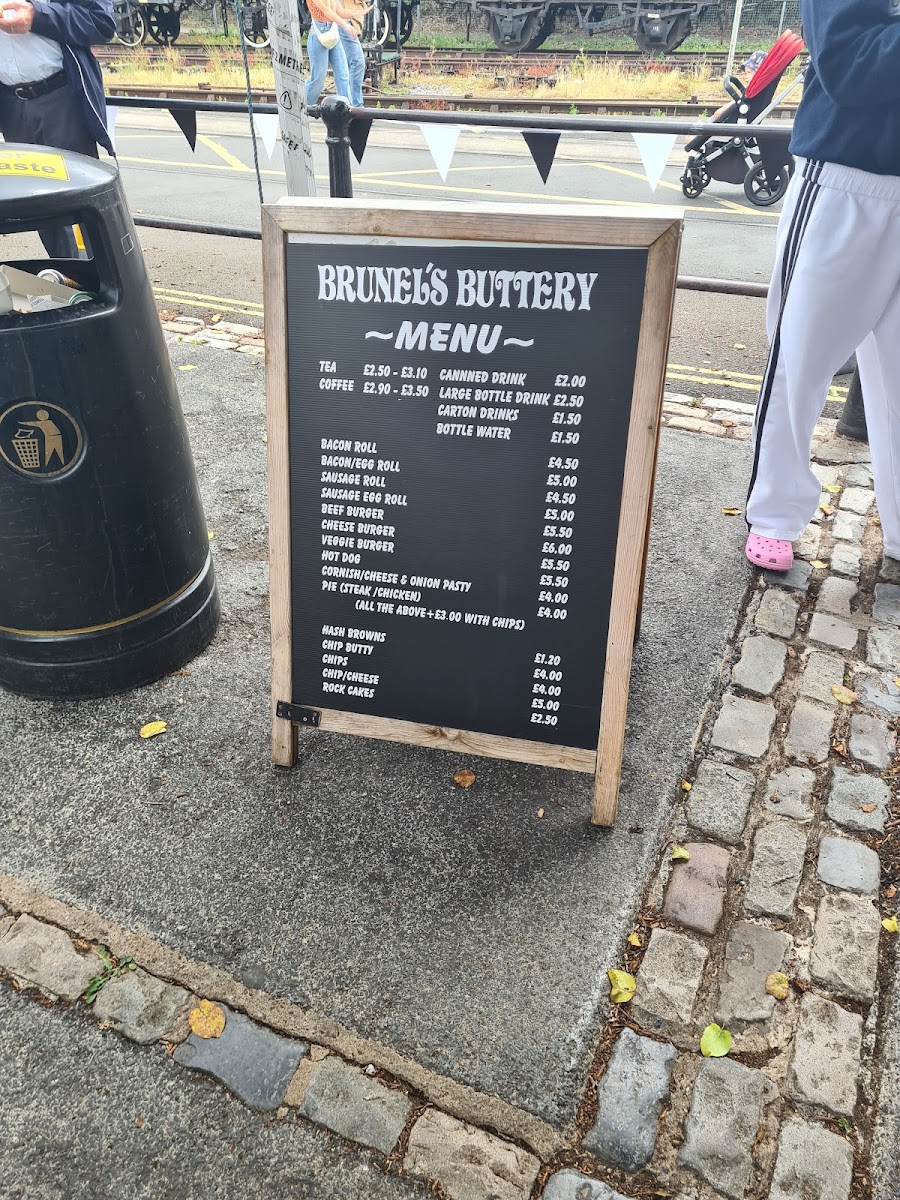 BRUNEL'S BUTTERY
~MENU~
TEA £2.50 - £3.10 CANNNED DRINK £2.00
COFFEE £2.90 - £3.50 LARGE BOTTLE DRINK £2.50
CARTON DRINKS £1.50
BOTTLE WATER £1.50
BACON ROLL £4.50
BACON/EGG ROLL £5.00
SAUSAGE ROLL £4.50
SAUSAGE EGG ROLL £5.00
BEEF BURGER £5.50
CHEESE BURGER £6.00
VEGGIE BURGER £5.50
HOT DOG £5.50
CORNISH/CHEESE & ONION PASTY £4.00
PIE (STEAK /CHICKEN) £4.00
(ALL THE ABOVE+£3.00 WITH CHIPS)
HASH BROWNS £1.20
CHIP BUTTY £4.00
CHIPS £4.00
CHIP/CHEESE £5.00
ROCK CAKES £2.50